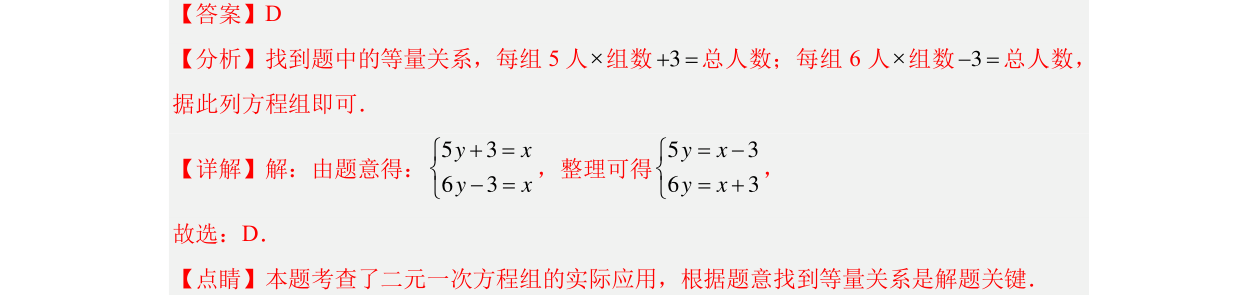 【答案】D
【分析】找到题中的等量关系，每组 5 人×组数+3=总人数；每组 6 人×组数−3=总人数，
据此列方程组即可．
【详解】解：由题意得：{5y+3=x 6y−3=x，整理可得{5y=x−3 6y=x+3，
故选：D．
【点睛】本题考查了二元一次方程组的实际应用，根据题意找到等量关系是解题关键．